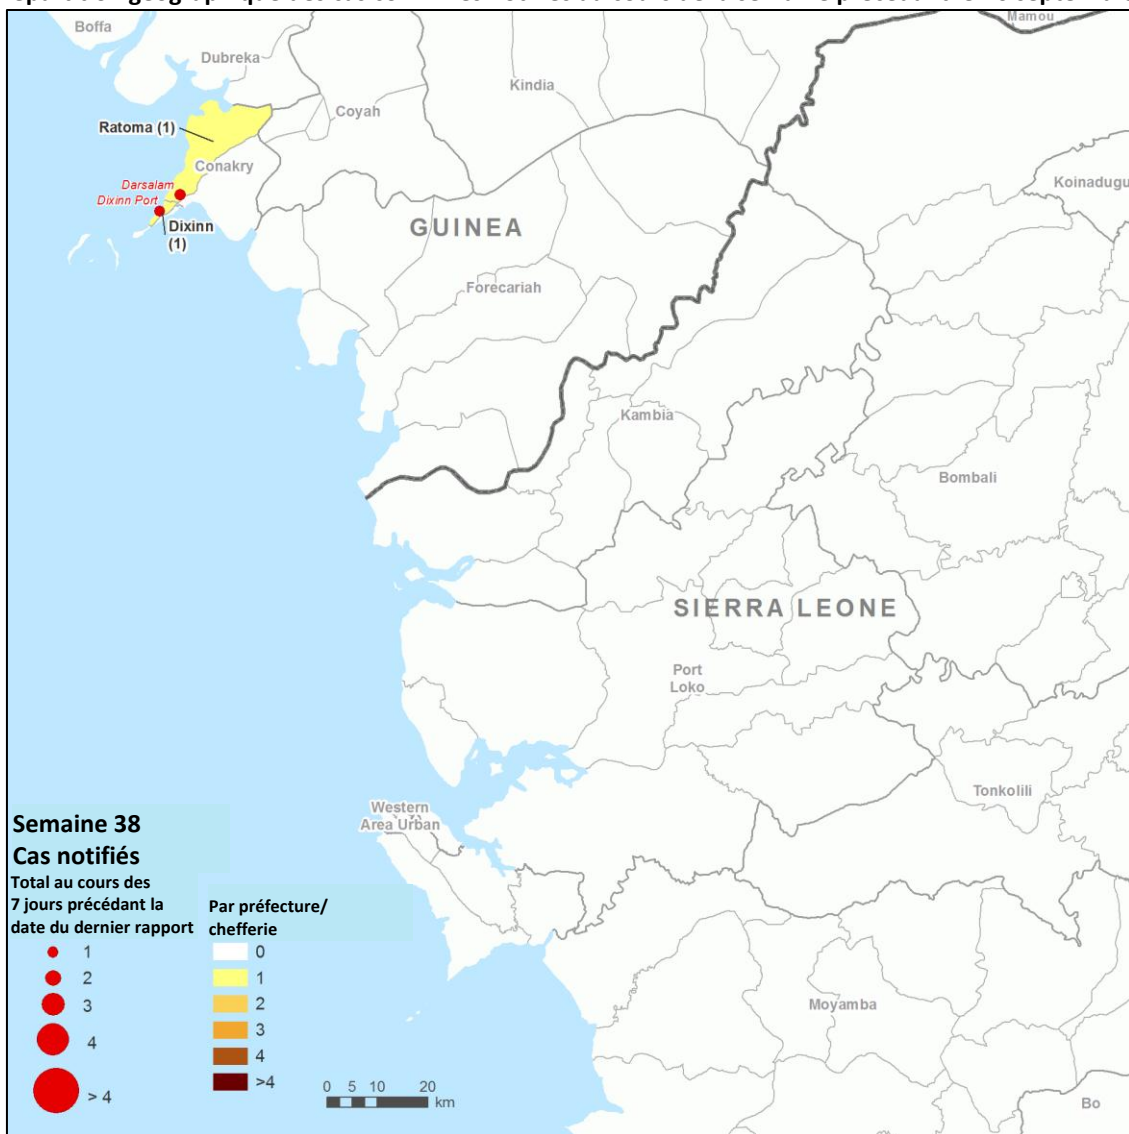 Boffa
Mamou
Dubreka
Kindia
Coyah
Ratoma (1)
Conakry
Darsalam
Dixinn Port
Dixinn
(1)
Koinadugu
GUINEA
Forecariah
Kambia
Bombali
SIERRA LEONE
Port
Loko
Tonkolili
Western
Area Urban
Moyamba
Bo
Semaine 38
Cas notifiés
Total au cours des
7 jours précédant la
date du dernier rapport
1
2
3
4
> 4
Par préfecture/
chefferie
0
1
2
3
4
>4
0 5 10 20
km